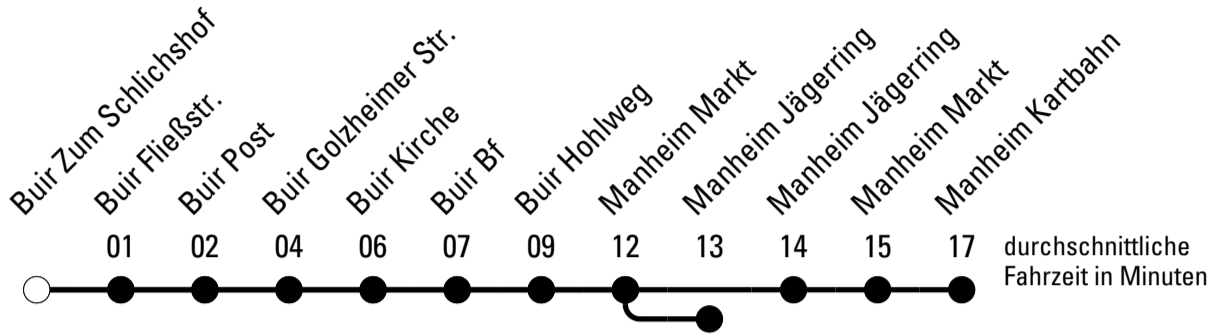 Buir Zum Schlichshof
Buir Fließstr.
Buir Post
Buir Golzheimer Str.
Buir Kirche
Buir Bf
Buir Hohlweg
Manheim Markt
Manheim Jägerring
Manheim Jägerring
Manheim Markt
Manheim Kartbahn
01 02 04 06 07 09 12 13 14 15 17
durchschnittliche
Fahrzeit in Minuten